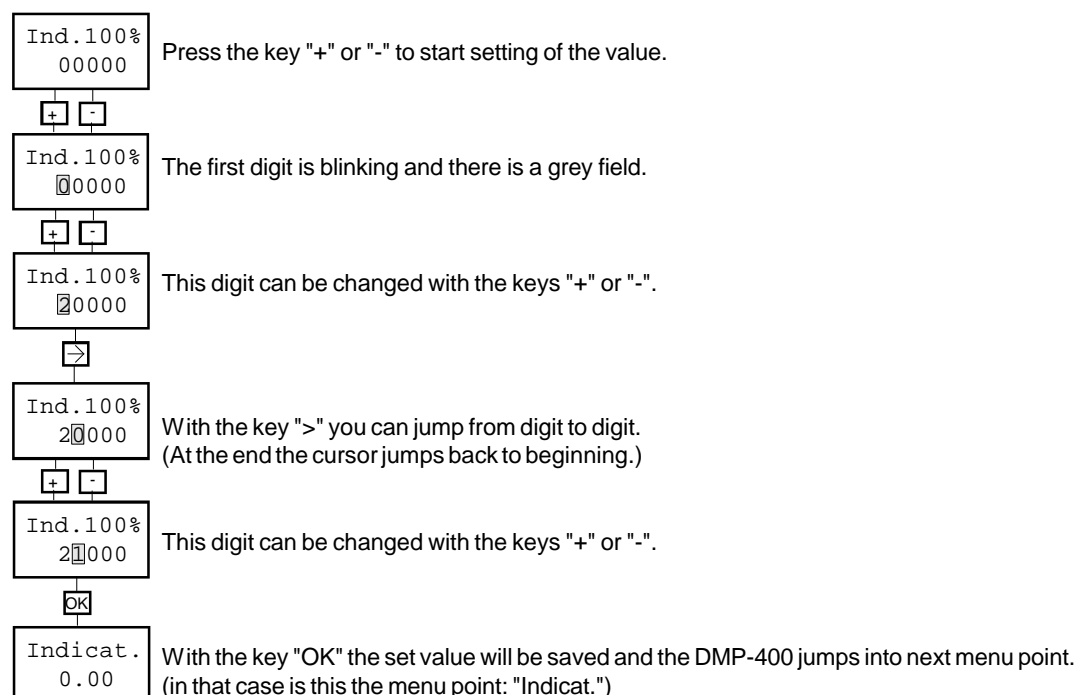 Ind.100%
00000
Press the key "+" or "-" to start setting of the value.
+ -
Ind.100%
00000
The first digit is blinking and there is a grey field.
+ -
Ind.100%
20000
This digit can be changed with the keys "+" or "-".
→
Ind.100%
20000
With the key ">" you can jump from digit to digit.
(At the end the cursor jumps back to beginning.)
+ -
Ind.100%
21000
This digit can be changed with the keys "+" or "-".
OK
Indicat.
0.00
With the key "OK" the set value will be saved and the DMP-400 jumps into next menu point.
(in that case is this the menu point: "Indicat.")